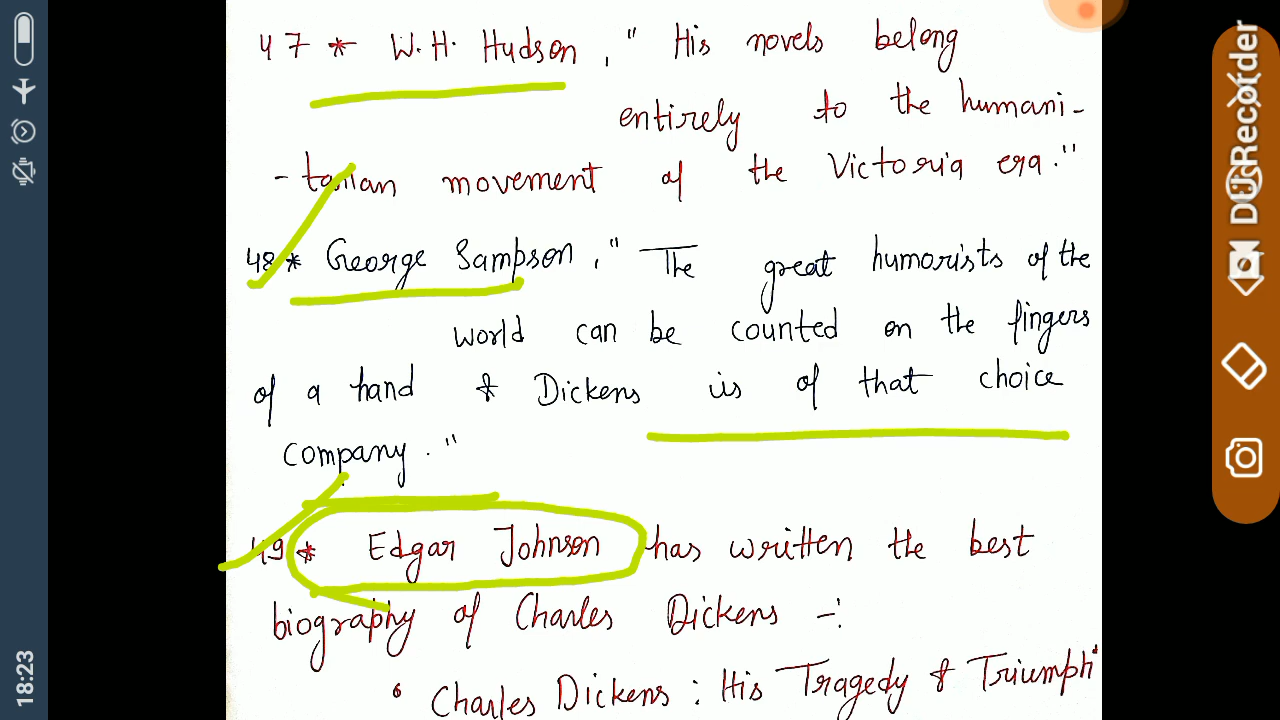 47 * W.H. Hudson, " His novels belong
entirely to the humani-
- tarian movement of the Victoria era."
48 * George Sampson, " The great humorists of the
world can be counted on the fingers
of a hand & Dickens is of that choice
company."
49 * Edgar Johnson has written the best
biography of Charles Dickens -:
' Charles Dickens : His Tragedy & Triumph'
DU Recorder
18:23